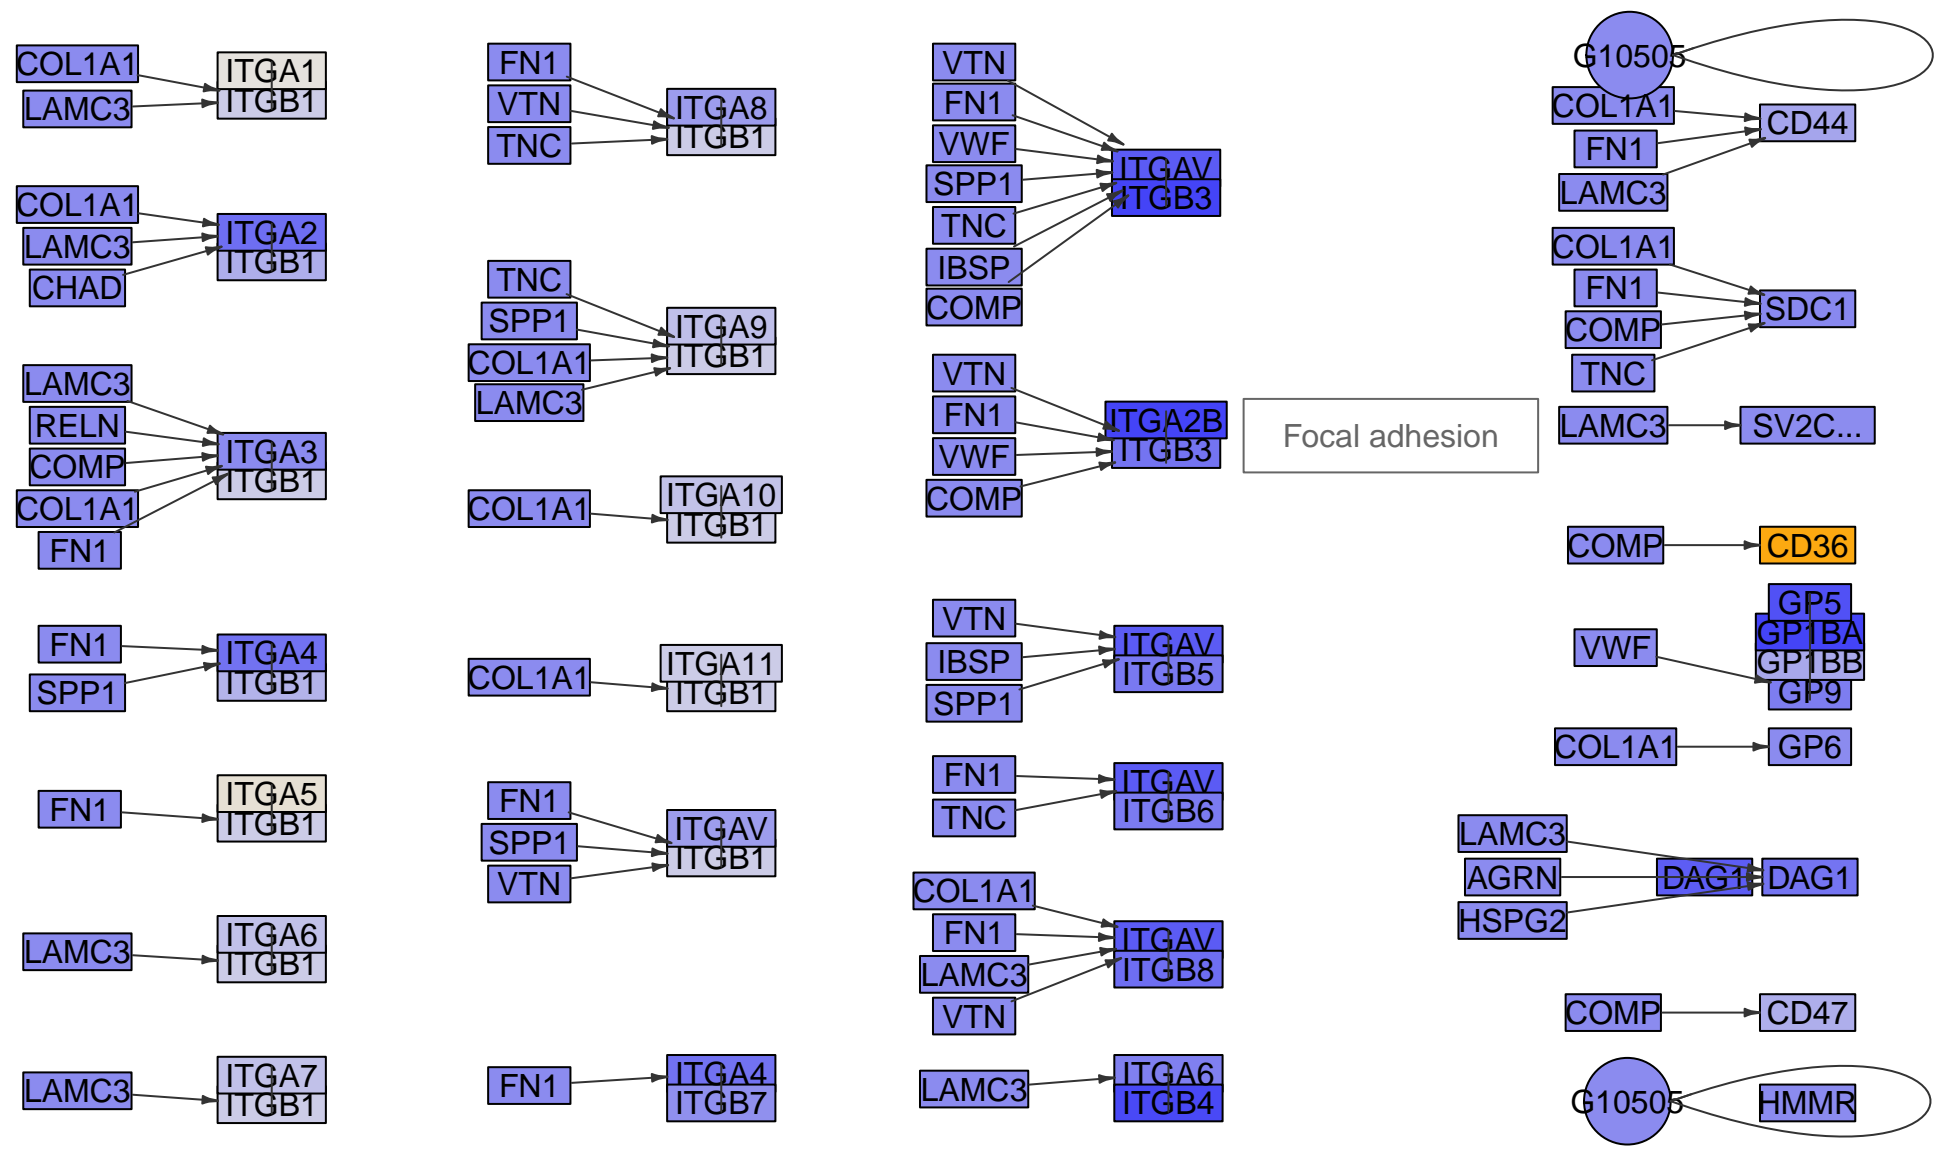 COL1A1
LAMC3
ITGA1
ITGB1
COL1A1
LAMC3
CHAD
ITGA2
ITGB1
LAMC3
RELN
COMP
COL1A1
FN1
ITGA3
ITGB1
FN1
SPP1
ITGA4
ITGB1
FN1
ITGA5
ITGB1
LAMC3
ITGA6
ITGB1
LAMC3
ITGA7
ITGB1
FN1
VTN
TNC
ITGA8
ITGB1
TNC
SPP1
COL1A1
LAMC3
ITGA9
ITGB1
COL1A1
ITGA10
ITGB1
COL1A1
ITGA11
ITGB1
FN1
SPP1
VTN
ITGAV
ITGB1
FN1
ITGA4
ITGB7
VTN
FN1
VWF
SPP1
TNC
IBSP
COMP
ITGAV
ITGB3
VTN
FN1
VWF
COMP
ITGA2B
ITGB3
Focal adhesion
VTN
IBSP
SPP1
ITGAV
ITGB5
FN1
TNC
ITGAV
ITGB6
COL1A1
FN1
LAMC3
VTN
ITGAV
ITGB8
LAMC3
ITGA6
ITGB4
G10505
COL1A1
FN1
LAMC3
CD44
COL1A1
FN1
COMP
TNC
SDC1
LAMC3
SV2C...
COMP
CD36
VWF
GP5
GP1BA
GP1BB
GP9
COL1A1
GP6
LAMC3
AGRN
HSPG2
DAG1
DAG1
COMP
CD47
G10505
HMMR